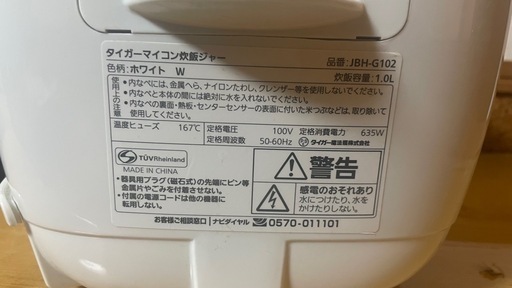 タイガーマイコン炊飯ジャー 品番: JBH-G102
色柄: ホワイト W 炊飯容量: 1.0L
使用上の注意
・内なべには、金属へら、ナイロンたわし、クレンザー等を使用しないでください。
・内なべと本体の間には絶対に水を入れないでください。
・内なべの裏面・熱板・センターセンサーの表面に付いた米つぶなどは、取り除いて使用してください。
温度ヒューズ 167℃ 定格電圧 100V 定格消費電力 635W
定格周波数 50-60Hz タイガー魔法瓶株式会社
TÜVRheinland
MADE IN CHINA
・器具用プラグ(磁石式)の先端にピン等
金属片やごみを付着させない。
・付属の電源コードは他の機器に
転用しない。
警告
感電のおそれあり
水につけたり、水を
かけたりしない。
お客様ご相談窓口 ナビダイヤル 0570-011101